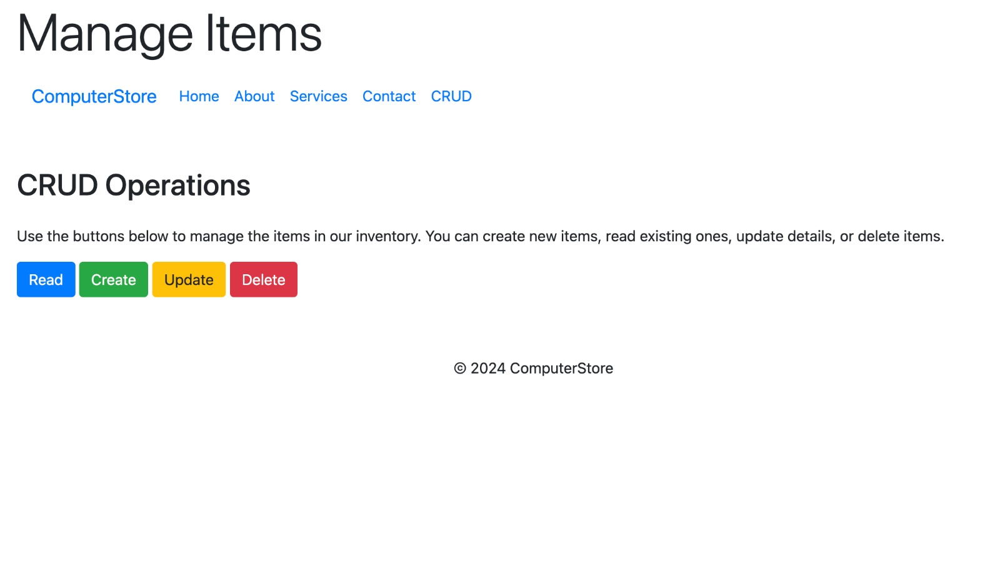 Manage Items
ComputerStore Home About Services Contact CRUD
CRUD Operations
Use the buttons below to manage the items in our inventory. You can create new items, read existing ones, update details, or delete items.
Read Create Update Delete
© 2024 ComputerStore